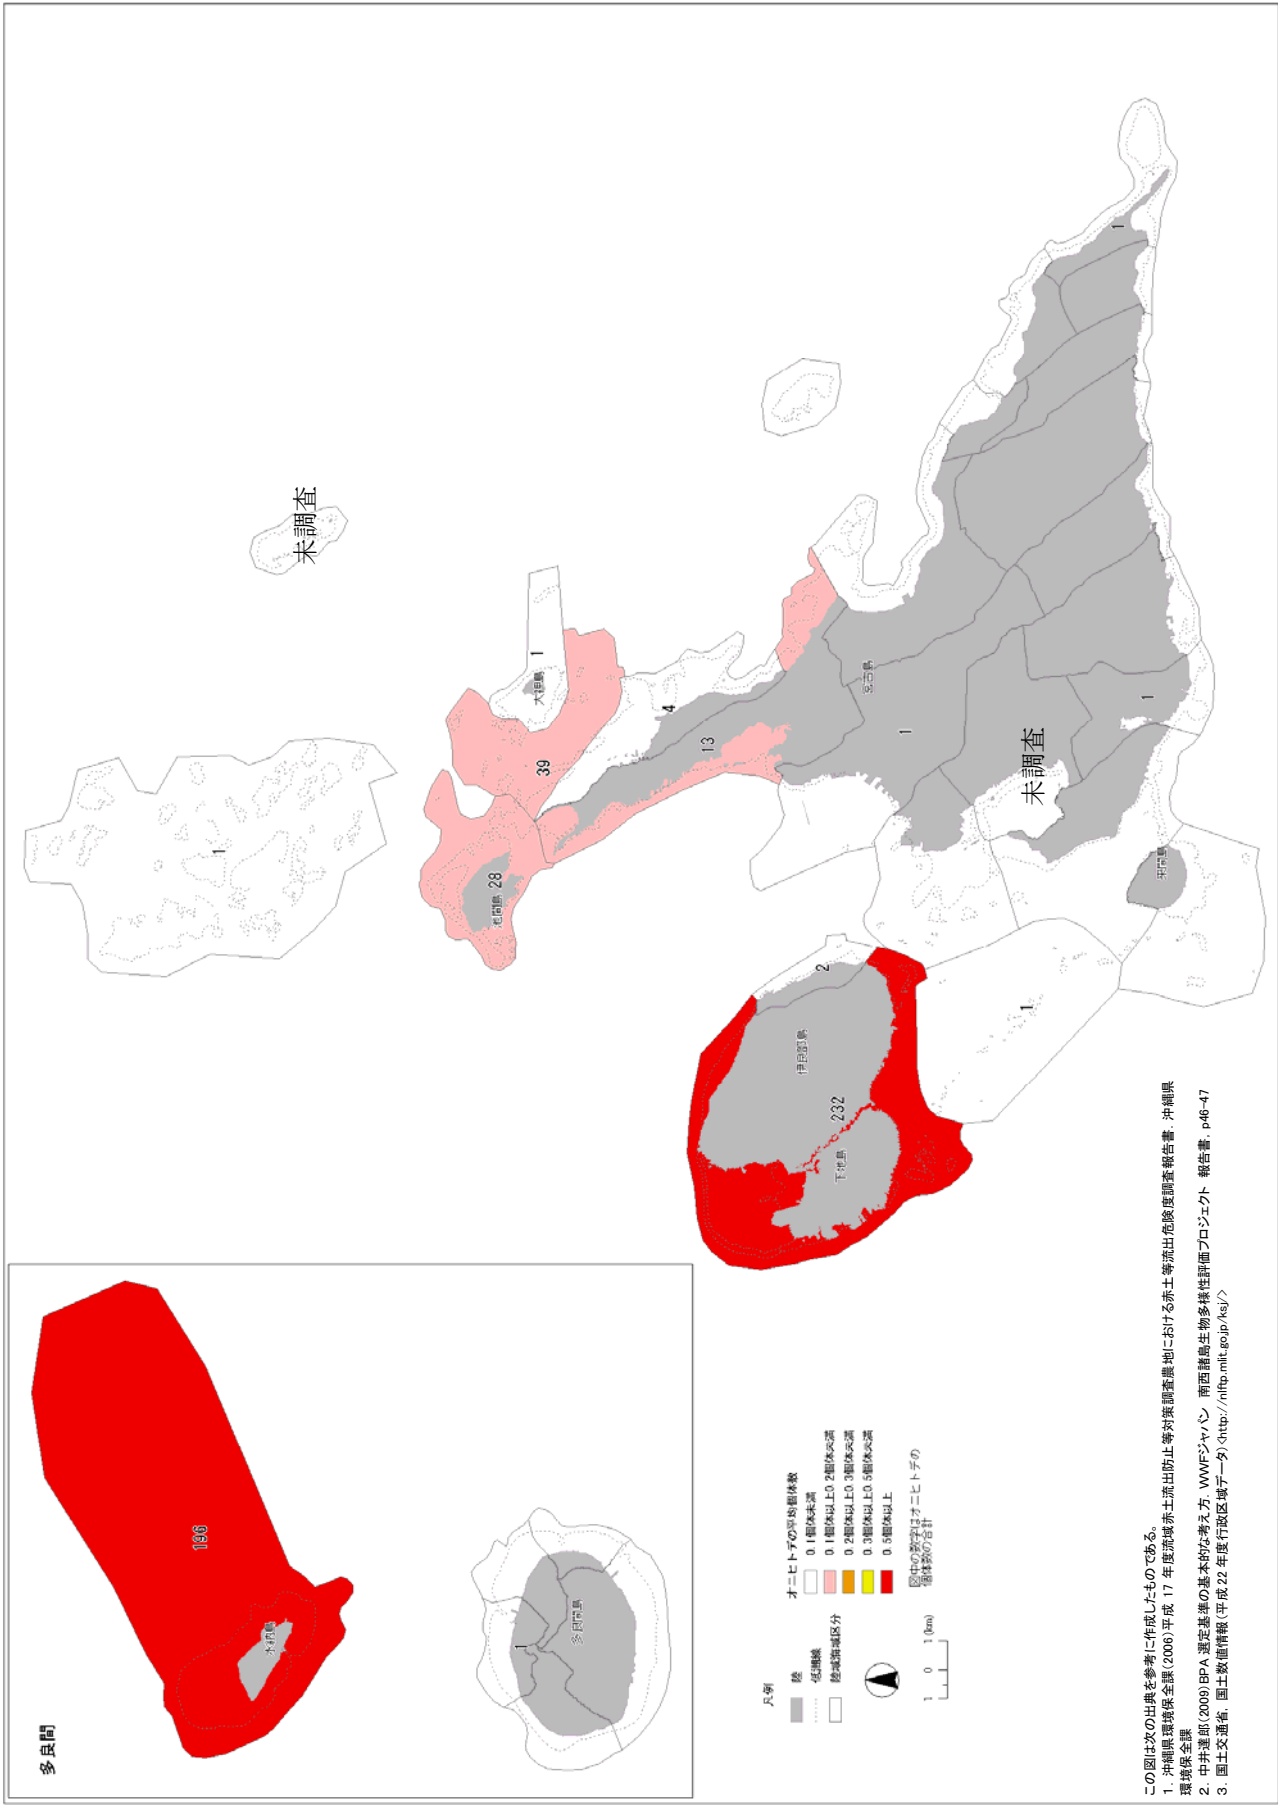 多良間
196
水納島
1
多良間島
凡例
陸
低潮線
陸域海域区分
1 0 1(km)
オニヒトデの平均個体数
0.1個体未満
0.1個体以上0.2個体未満
0.2個体以上0.3個体未満
0.3個体以上0.5個体未満
0.5個体以上
図中の数字はオニヒトデの
個体数の合計
未調査
1
1
大神島
39
池間島 28
4
13
宮古島
2
伊良部島
232
下地島
1
未調査
1
1
1
来間島
この図は次の出典を参考に作成したものである。
1. 沖縄県環境保全課(2006)平成 17 年度流域赤土流出防止等対策調査農地における赤土等流出危険度調査報告書. 沖縄県
環境保全課
2. 中井達郎(2009)BPA 選定基準の基本的な考え方. WWFジャパン 南西諸島生物多様性評価プロジェクト 報告書, p46-47
3. 国土交通省. 国土数値情報(平成 22 年度行政区域データ)<http://nlftp.mlit.go.jp/ksj/>